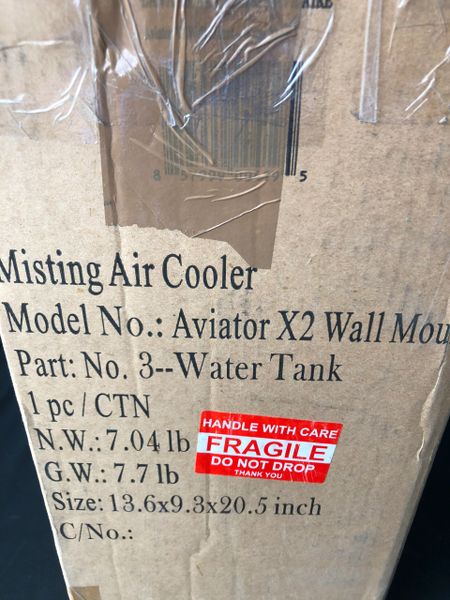 Misting Air Cooler
Model No.: Aviator X2 Wall Mou
Part: No. 3--Water Tank
1 pc / CTN
N.W.: 7.04 lb
G.W.: 7.7 lb
Size: 13.6x9.3x20.5 inch
C/No.:
HANDLE WITH CARE
FRAGILE
DO NOT DROP
THANK YOU